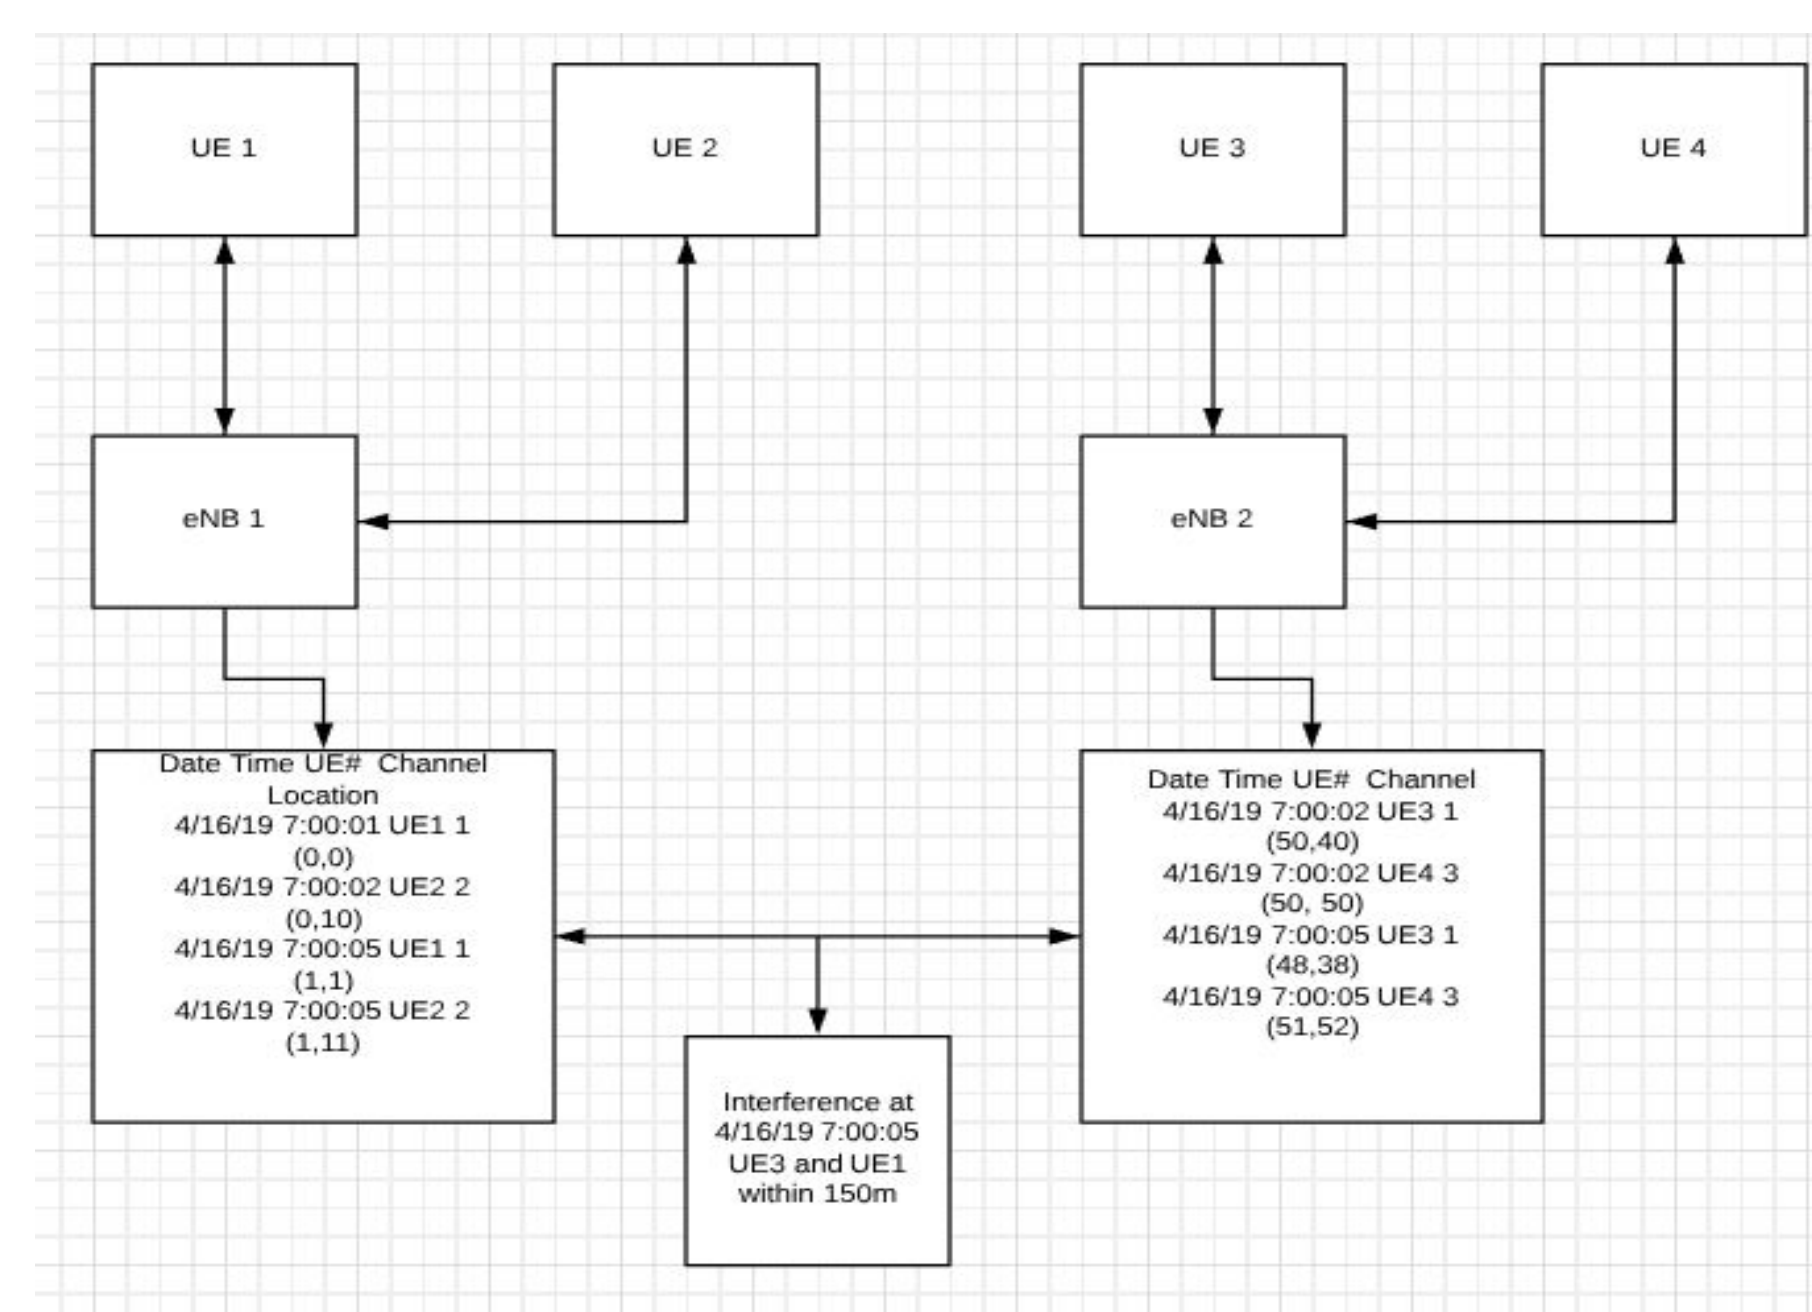 UE 1
UE 2
UE 3
UE 4
eNB 1
eNB 2
Date Time UE#  Channel
Location
4/16/19 7:00:01 UE1 1
(0,0)
4/16/19 7:00:02 UE2 2
(0,10)
4/16/19 7:00:05 UE1 1
(1,1)
4/16/19 7:00:05 UE2 2
(1,11)
Date Time UE#  Channel
4/16/19 7:00:02 UE3 1
(50,40)
4/16/19 7:00:02 UE4 3
(50, 50)
4/16/19 7:00:05 UE3 1
(48,38)
4/16/19 7:00:05 UE4 3
(51,52)
Interference at
4/16/19 7:00:05
UE3 and UE1
within 150m